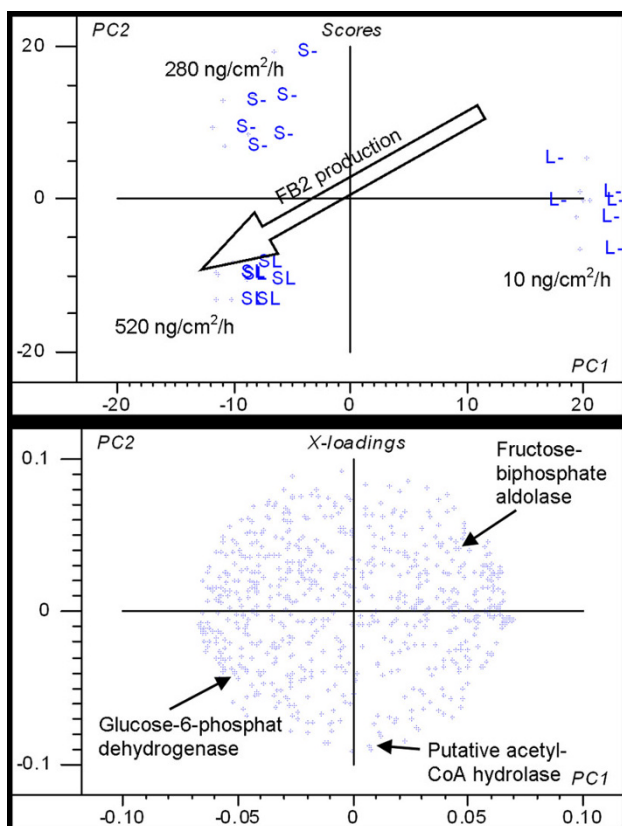 PC2 Scores
20
S-
280 ng/cm²/h
S- S-
S- S-
S-
FB2 production
L-
L-
0
L- L-
L-
L-
SL
SL SL
SL SL
10 ng/cm²/h
520 ng/cm²/h
-20
PC1
-20 -10 0 10 20
PC2 X-loadings
0.1
Fructose-
biphosphate
aldolase
0
Glucose-6-phosphat
dehydrogenase
Putative acetyl-
CoA hydrolase
-0.1
PC1
-0.10 -0.05 0 0.05 0.10